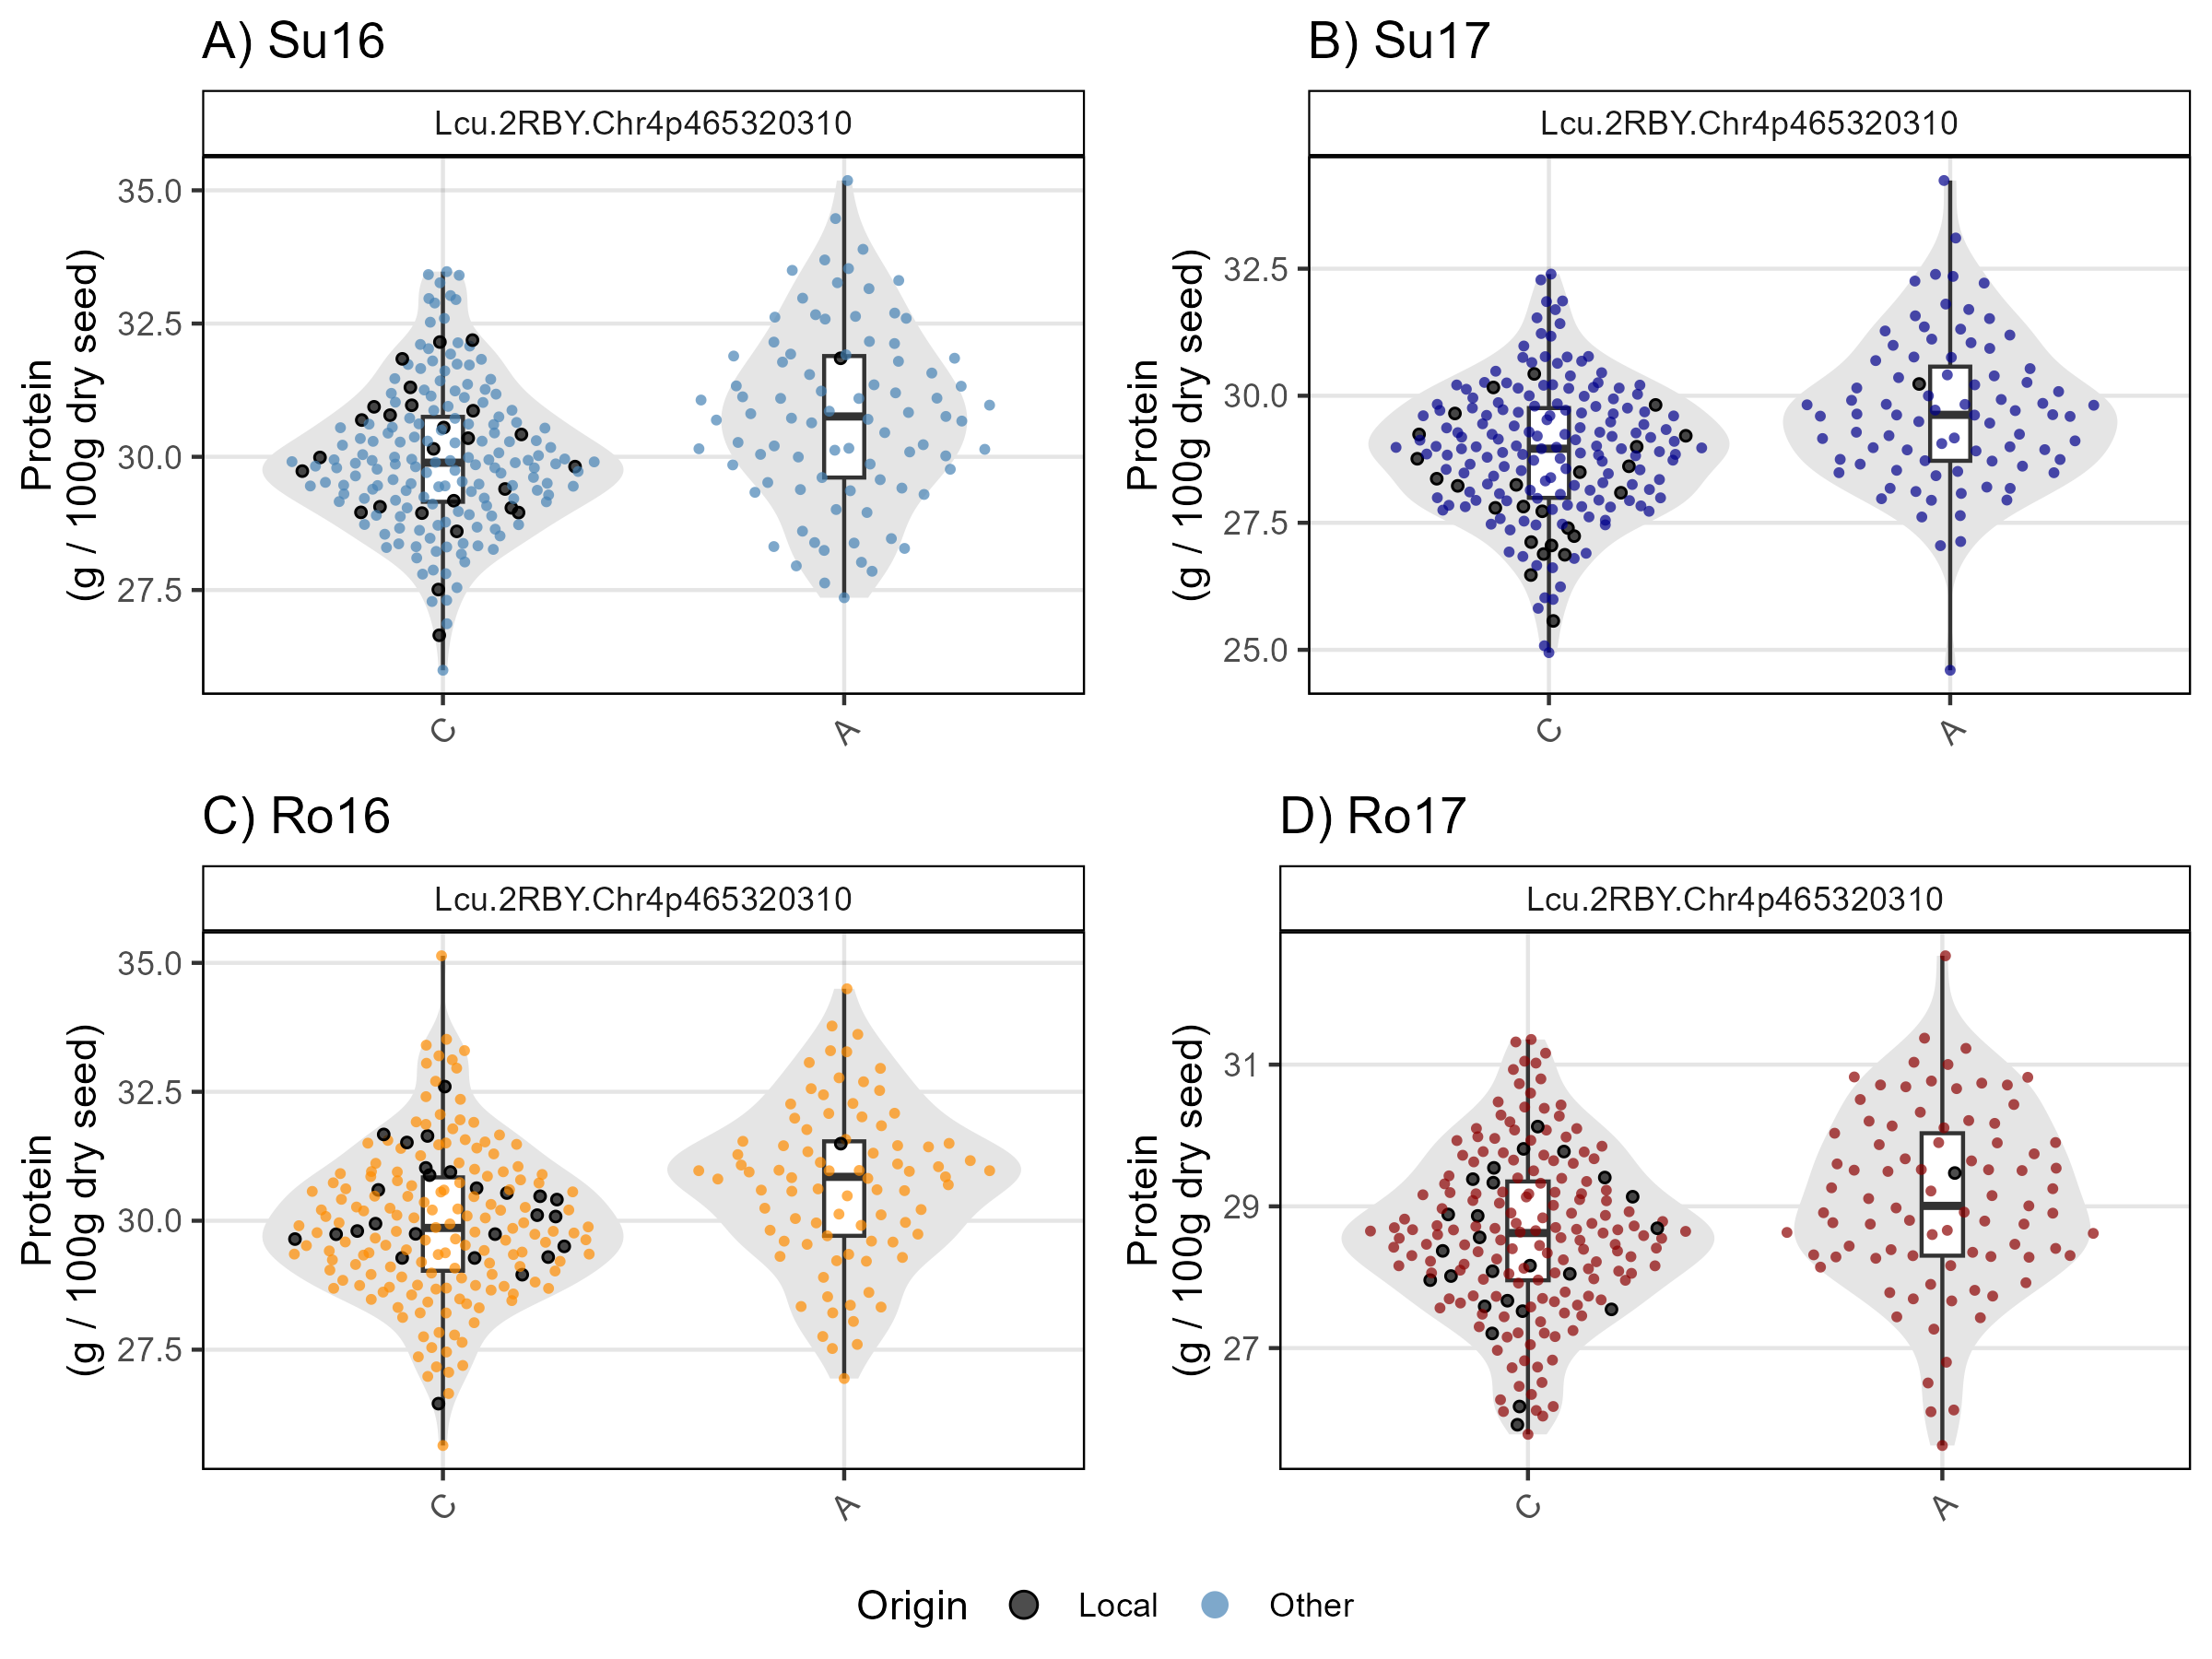 A) Su16
Lcu.2RBY.Chr4p465320310
Protein
(g / 100g dry seed)
35.0
32.5
30.0
27.5
C
A
B) Su17
Lcu.2RBY.Chr4p465320310
Protein
(g / 100g dry seed)
32.5
30.0
27.5
25.0
C
A
C) Ro16
Lcu.2RBY.Chr4p465320310
Protein
(g / 100g dry seed)
35.0
32.5
30.0
27.5
C
A
D) Ro17
Lcu.2RBY.Chr4p465320310
Protein
(g / 100g dry seed)
31
29
27
C
A
Origin Local Other